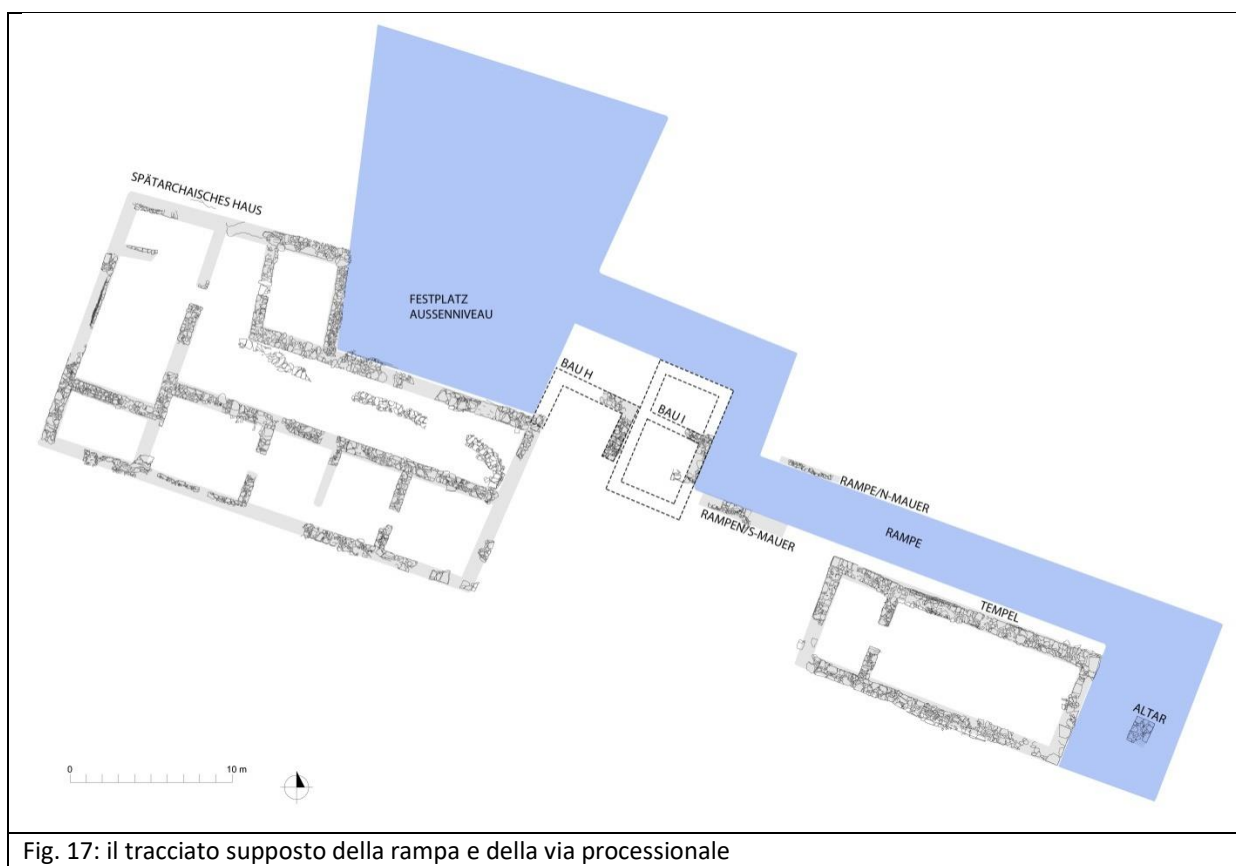 SPÄTARCHAISCHES HAUS
FESTPLATZ
AUSSENNIVEAU
BAU H
BAU I
RAMPE/N-MAUER
RAMPEN/S-MAUER
RAMPE
TEMPEL
ALTAR
0
10 m
Fig. 17: il tracciato supposto della rampa e della via processionale